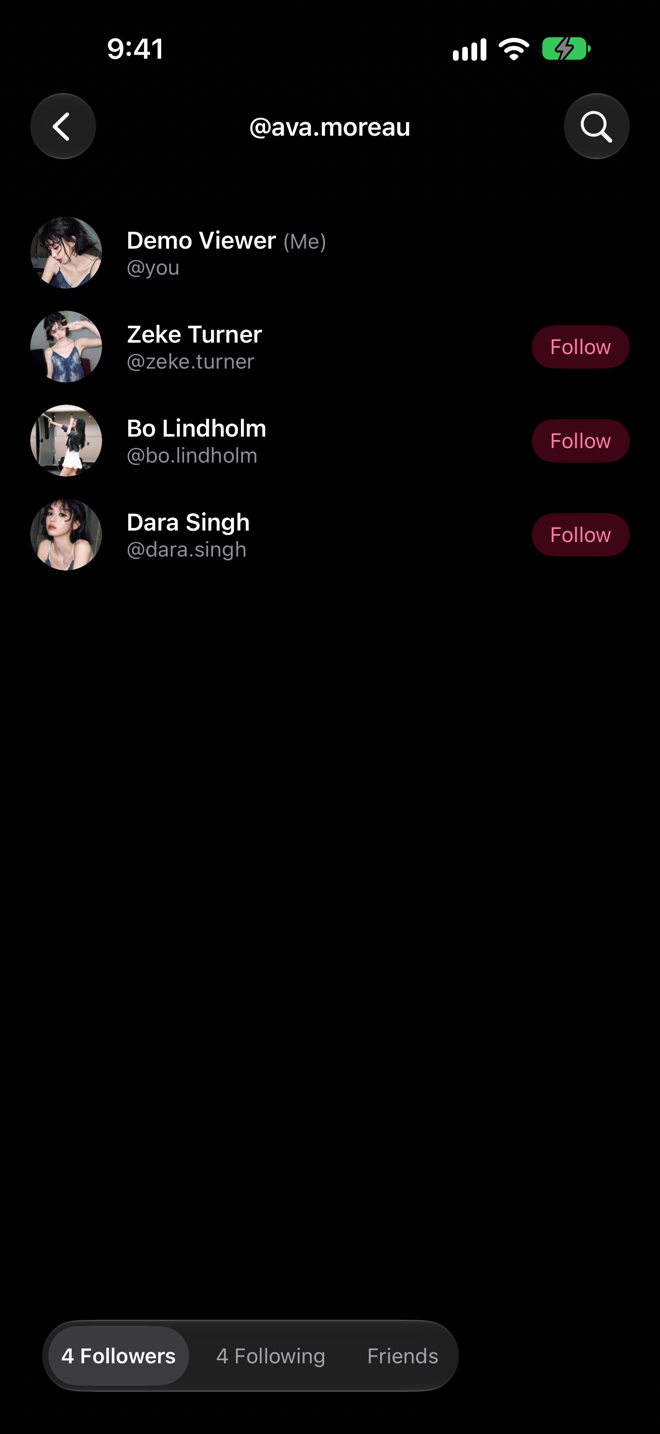 9:41
@ava.moreau
Demo Viewer (Me)
@you
Zeke Turner
@zeke.turner
Follow
Bo Lindholm
@bo.lindholm
Follow
Dara Singh
@dara.singh
Follow
4 Followers
4 Following
Friends